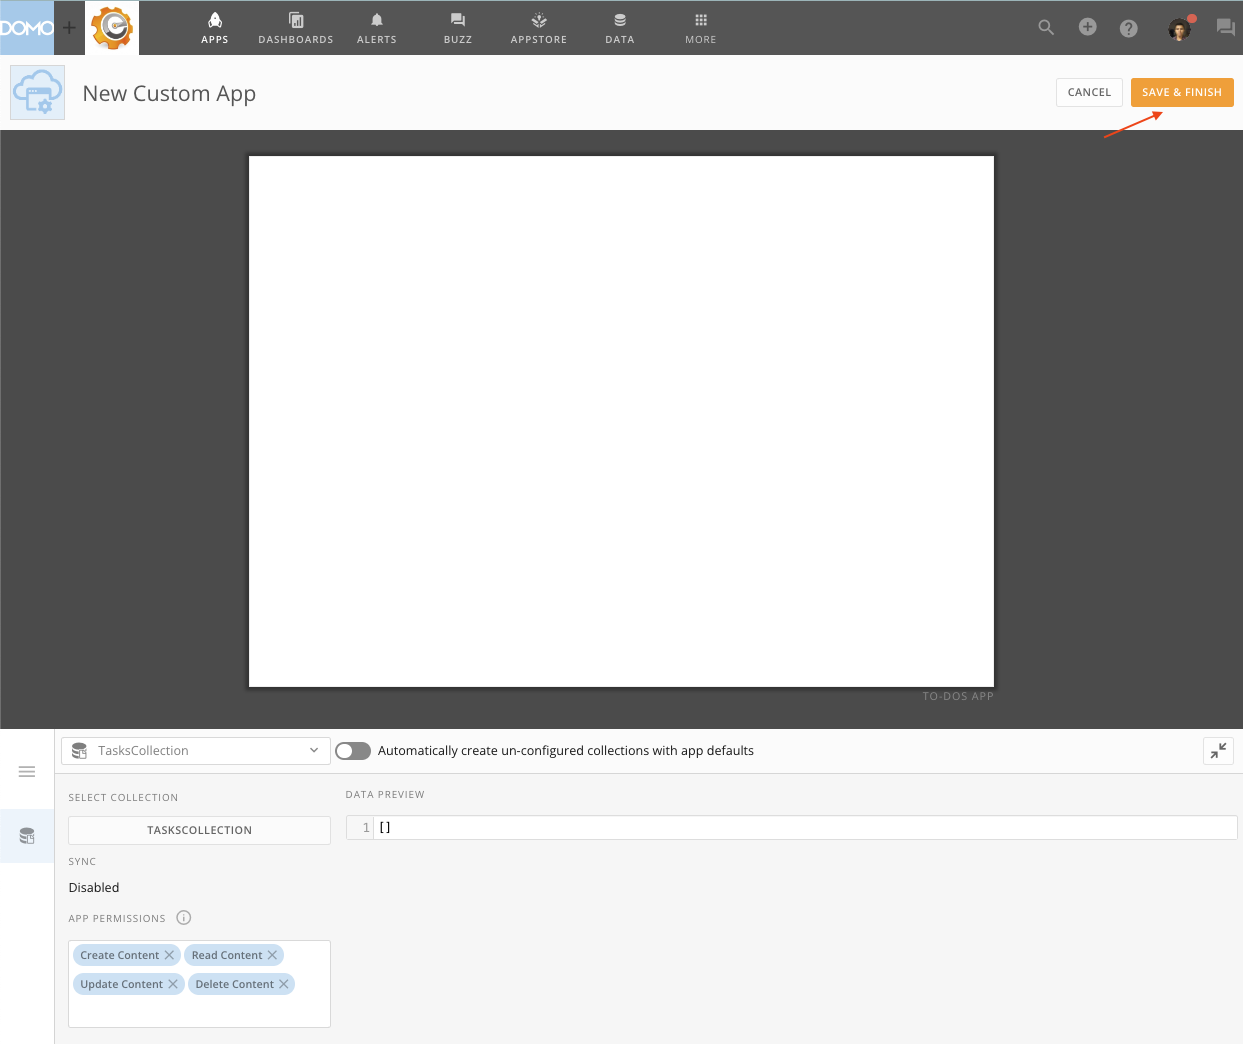 DOMO
APPS
DASHBOARDS
ALERTS
BUZZ
APPSTORE
DATA
MORE
New Custom App
CANCEL
SAVE & FINISH
TO-DOS APP
TasksCollection
Automatically create un-configured collections with app defaults
SELECT COLLECTION
DATA PREVIEW
TASKSCOLLECTION
1 []
SYNC
Disabled
APP PERMISSIONS
Create Content
Read Content
Update Content
Delete Content